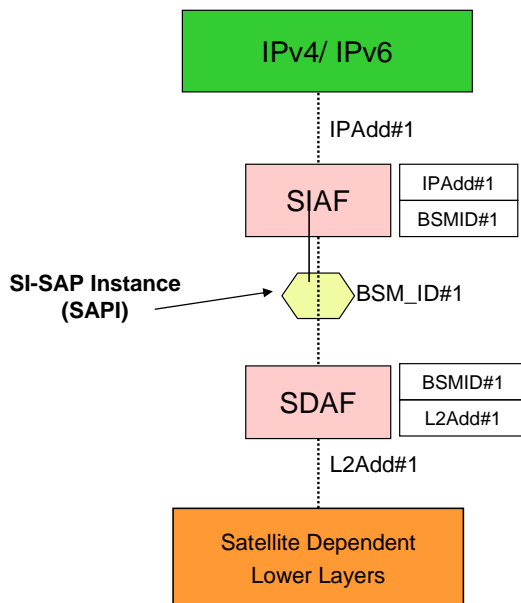 IPv4/ IPv6
IPAdd#1
SIAF
IPAdd#1
BSMID#1
SI-SAP Instance
(SAPI)
BSM_ID#1
SDAF
BSMID#1
L2Add#1
L2Add#1
Satellite Dependent
Lower Layers